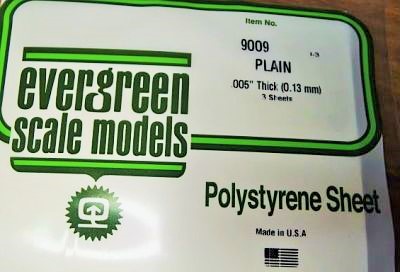 Item No.
9009
PLAIN
.005" Thick (0.13 mm)
3 Sheets
evergreen
scale models
Polystyrene Sheet
Made in U.S.A